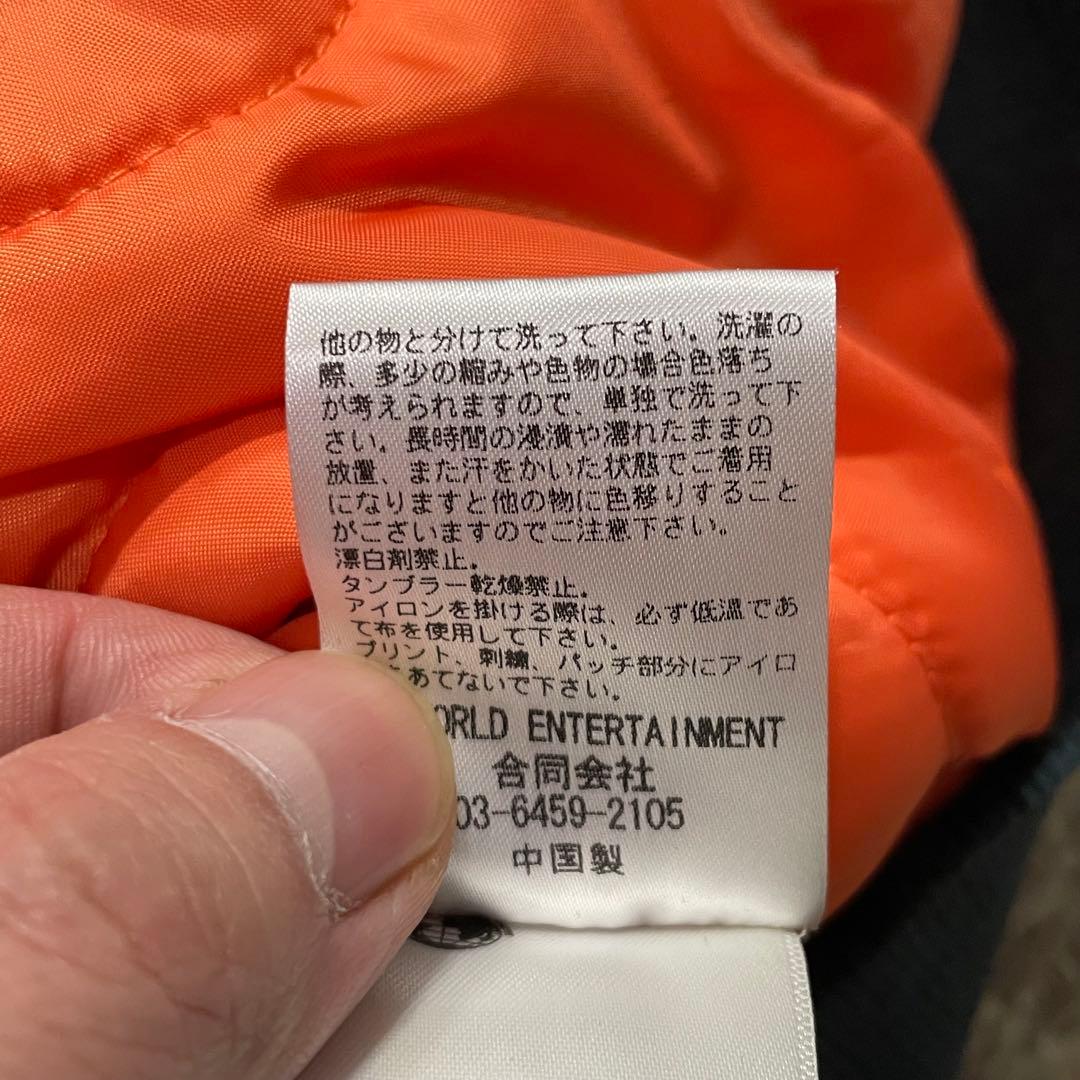 他の物と分けて洗って下さい。洗濯の
際、多少の縮みや色物の場合色落ち
が考えられますので、単独で洗って下
さい。長時間の浸漬や濡れたままの
放置、また汗をかいた状態でご着用
になりますと他の物に色移りすること
がございますのでご注意下さい。
漂白剤禁止。
タンブラー乾燥禁止。
アイロンを掛ける際は、必ず低温であ
て布を使用して下さい。
プリント、刺繍、パッチ部分にアイロ
をあてないで下さい。
ORLD ENTERTAINMENT
合同会社
03-6459-2105
中国製